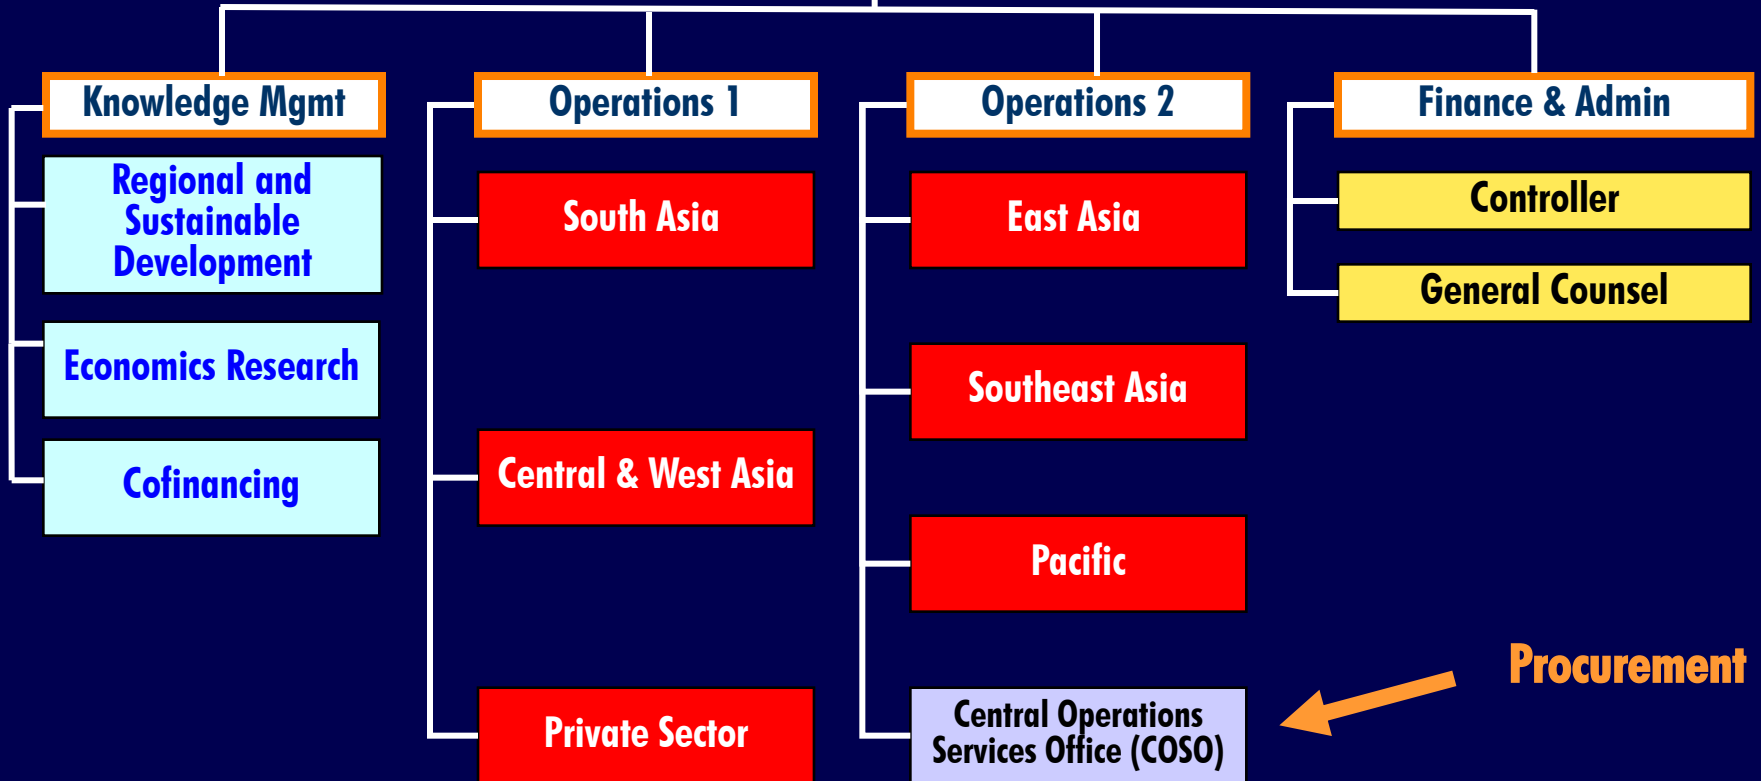 Knowledge Mgmt
Operations 1
Operations 2
Finance & Admin
Regional and
Sustainable
Development
Economics Research
Cofinancing
South Asia
Central & West Asia
Private Sector
East Asia
Southeast Asia
Pacific
Central Operations
Services Office (COSO)
Controller
General Counsel
Procurement